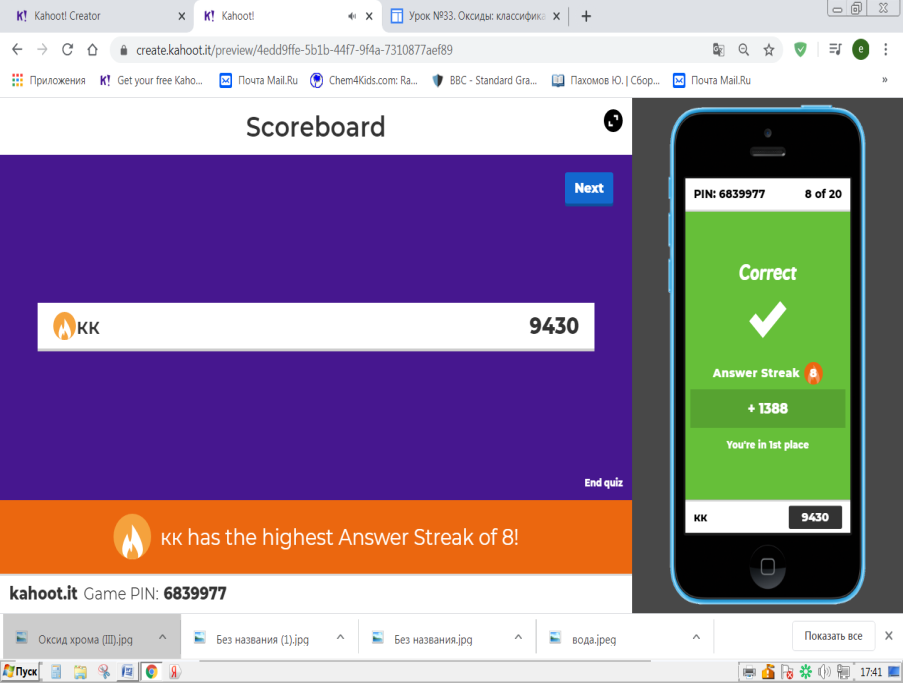 Kahoot! Creator
Kahoot!
Урок №33. Оксиды: классифика
create.kahoot.it/preview/4edd9ffe-5b1b-44f7-9f4a-7310877aef89
e
Приложения
Get your free Kaho...
Почта Mail.Ru
Chem4Kids.com: Ra...
BBC - Standard Gra...
Пахомов Ю. | Сбор...
Почта Mail.Ru
»
Scoreboard
Next
кк 9430
End quiz
кк has the highest Answer Streak of 8!
kahoot.it Game PIN: 6839977
PIN: 6839977 8 of 20
Correct
Answer Streak 8
+ 1388
You're in 1st place
кк 9430
Оксид хрома (III).jpg
Без названия (1).jpg
Без названия.jpg
вода.jpeg
Показать все
Пуск
17:41